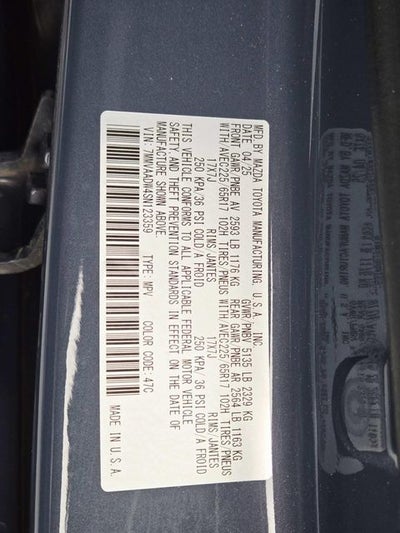 MFD. BY MAZDA TOYOTA MANUFACTURING, U.S.A., INC.
DATE: 04/25 GVWR/PNBV 5135 LB 2329 KG
FRONT GAWR/PNBE AV 2593 LB 1176 KG REAR GAWR/PNBE AR 2564 LB 1163 KG
WITH/AVEC225/65R17 102H TIRES/PNEUS WITH/AVEC225/65R17 102H TIRES/PNEUS
17X7J RIMS/JANTES 17X7J RIMS/JANTES
250 KPA/36 PSI COLD/A FROID 250 KPA/36 PSI COLD/A FROID
THIS VEHICLE CONFORMS TO ALL APPLICABLE FEDERAL MOTOR VEHICLE
SAFETY AND THEFT PREVENTION STANDARDS IN EFFECT ON THE DATE OF
MANUFACTURE SHOWN ABOVE.
VIN: 7MMVAADW4SN123359 TYPE: MPV COLOR CODE: 47C
MADE IN U.S.A.